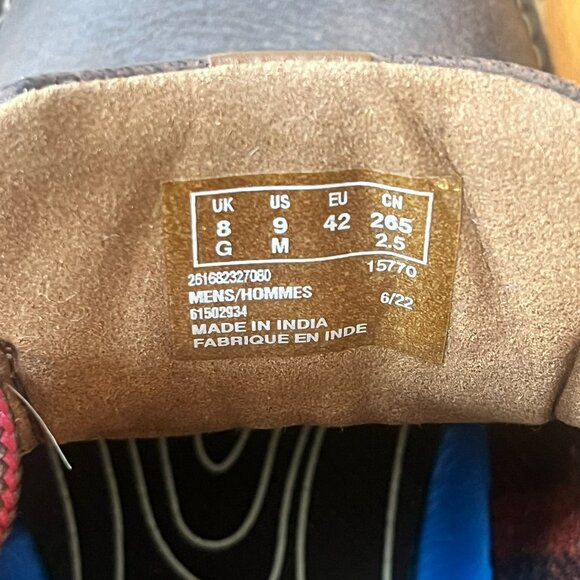 UK US EU CN
8 9 42 265
G M 2.5
261682327080 15770
MENS/HOMMES 6/22
61502934
MADE IN INDIA
FABRIQUE EN INDE